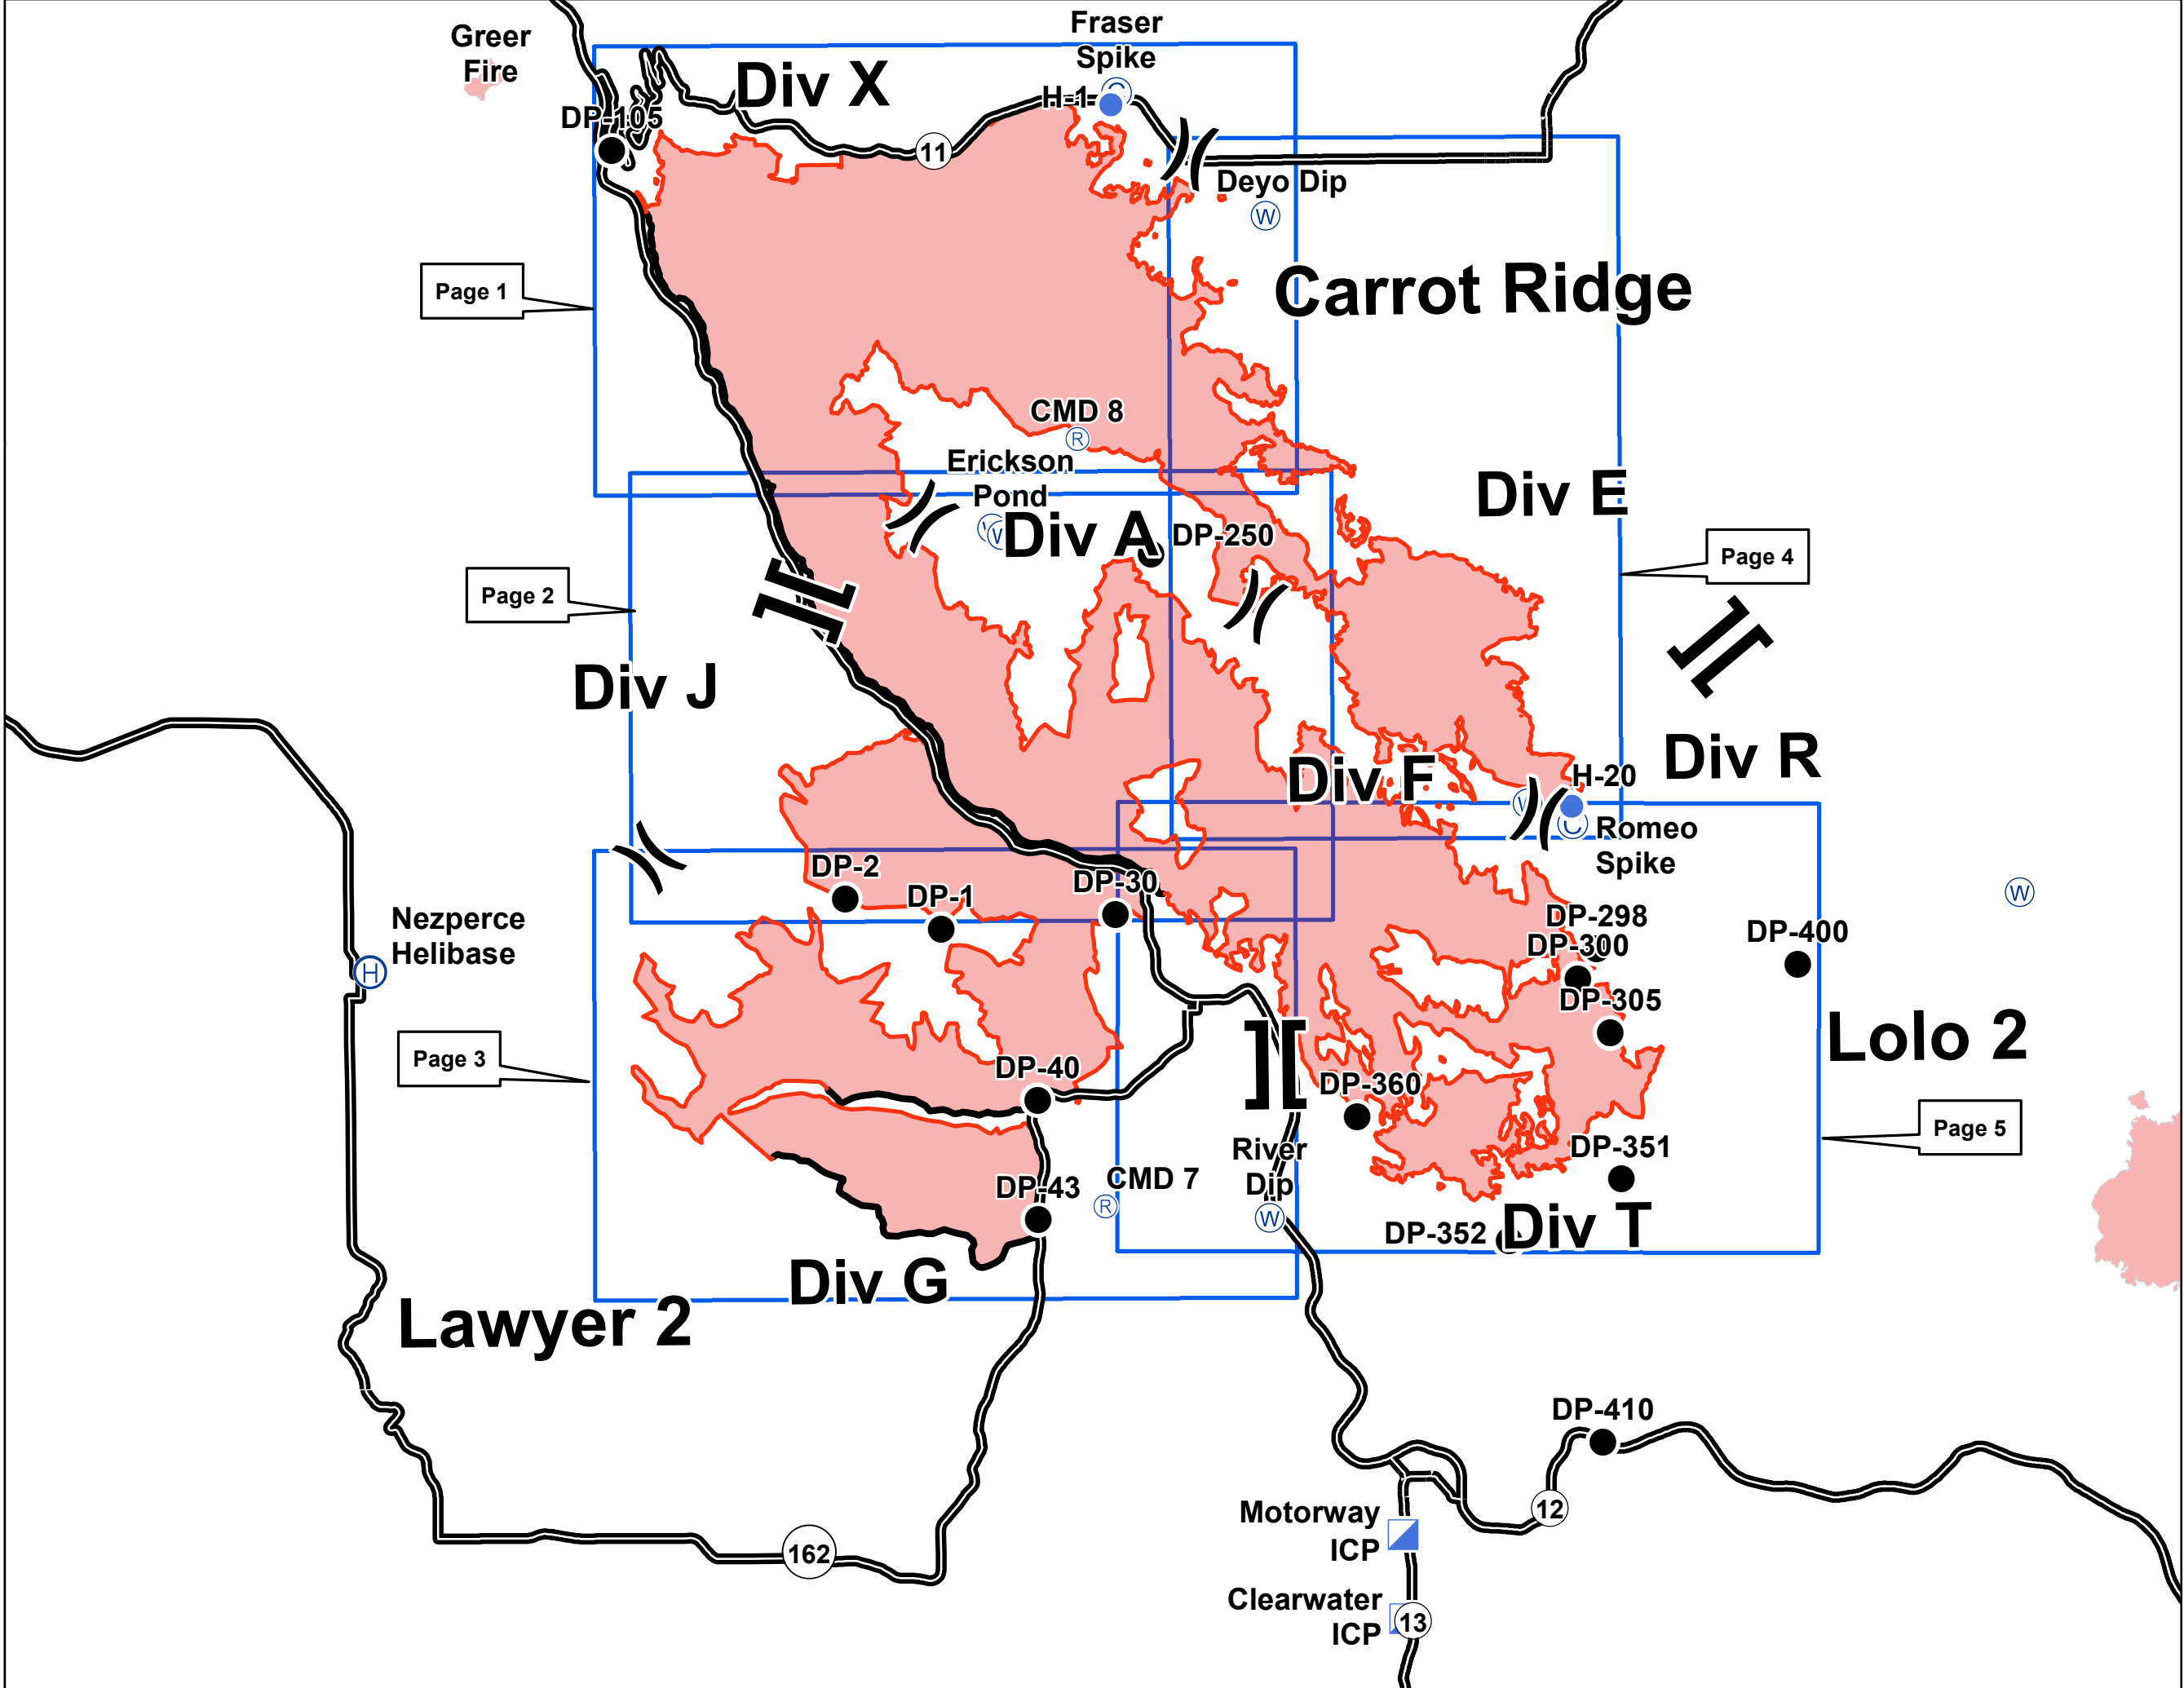 Greer
Fire
Fraser
Spike
Div X
H-1
C
DP-105
11
Deyo Dip
W
Page 1
Carrot Ridge
CMD 8
R
Erickson
Pond
W
Div A
DP-250
Div E
Page 4
Page 2
Div J
Div R
Div F
H-20
W
C
Romeo
Spike
DP-2
DP-1
DP-30
W
Nezperce
Helibase
H
DP-298
DP-300
DP-400
DP-305
Lolo 2
Page 3
DP-40
DP-360
Page 5
River
Dip
W
DP-351
DP-43
CMD 7
R
DP-352
Div T
Div G
Lawyer 2
DP-410
12
Motorway
ICP
162
Clearwater
ICP
13